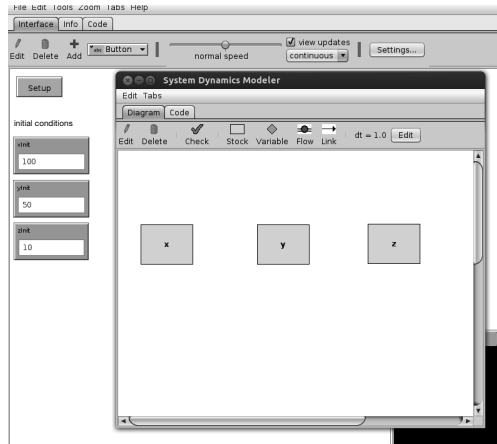 File Edit Tools Zoom Tabs Help
Interface Info Code
Edit Delete Add abc Button normal speed view updates continuous Settings...
Setup
initial conditions
xInit
100
yInit
50
zInit
10
System Dynamics Modeler
Edit Tabs
Diagram Code
Edit Delete Check Stock Variable Flow Link dt = 1.0 Edit
x y z